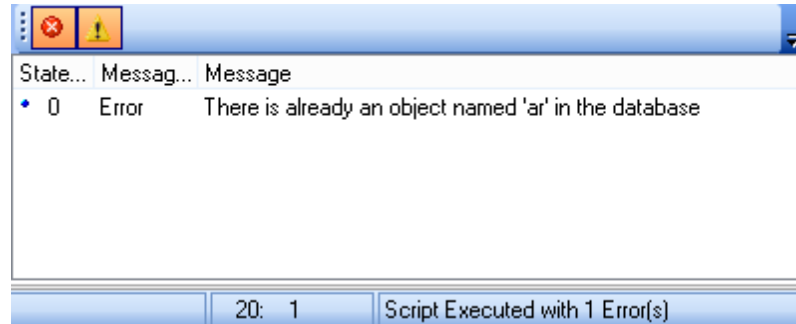 State... Messag... Message
0 Error There is already an object named 'ar' in the database
20: 1 Script Executed with 1 Error(s)